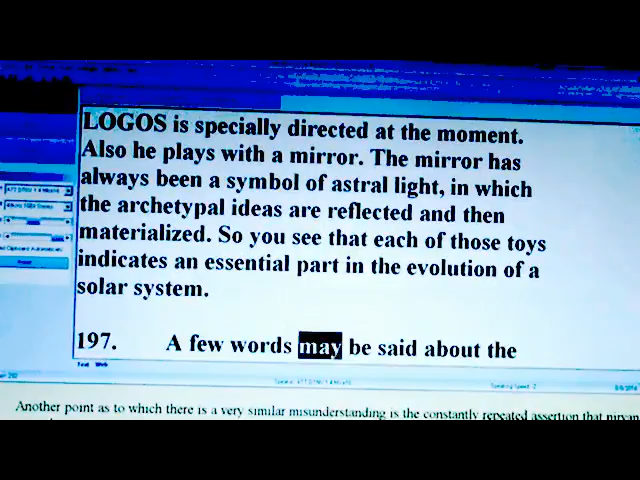 LOGOS is specially directed at the moment.
Also he plays with a mirror. The mirror has
always been a symbol of astral light, in which
the archetypal ideas are reflected and then
materialized. So you see that each of those toys
indicates an essential part in the evolution of a
solar system.
197. A few words may be said about the
Text Web
Another point as to which there is a very similar misunderstanding is the constantly repeated assertion that nirvan